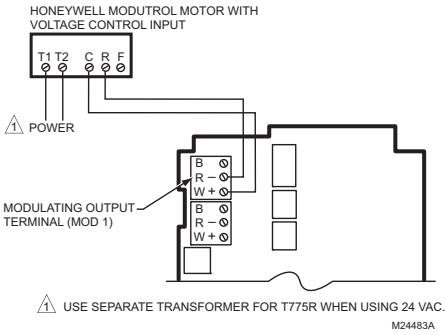 HONEYWELL MODUTROL MOTOR WITH
VOLTAGE CONTROL INPUT
T1 T2 C R F
1 POWER
B
R –
W +
MODULATING OUTPUT
TERMINAL (MOD 1)
B
R –
W +
1 USE SEPARATE TRANSFORMER FOR T775R WHEN USING 24 VAC.
M24483A